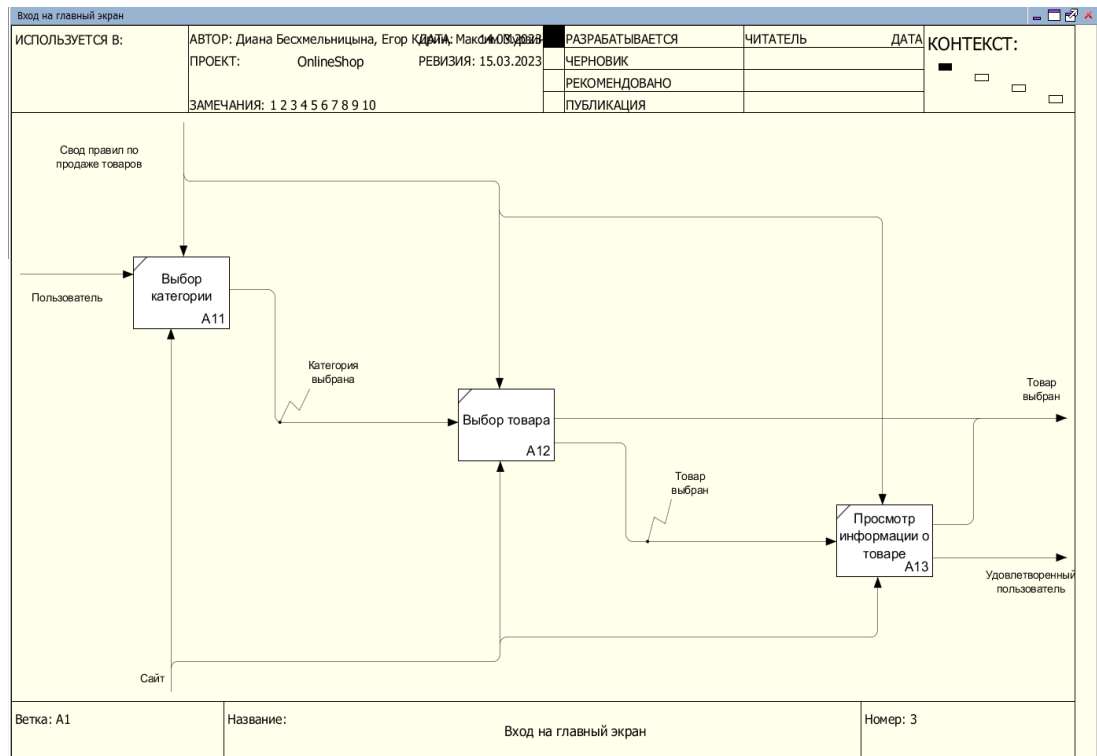 Вход на главный экран
ИСПОЛЬЗУЕТСЯ В:
АВТОР: Диана Бесхмельницына, Егор
ПРОЕКТ: OnlineShop
РЕВИЗИЯ: 15.03.2023
ЗАМЕЧАНИЯ: 1 2 3 4 5 6 7 8 9 10
РАЗРАБАТЫВАЕТСЯ
ЧЕРНОВИК
РЕКОМЕНДОВАНО
ПУБЛИКАЦИЯ
ЧИТАТЕЛЬ ДАТА
КОНТЕКСТ:
Свод правил по
продаже товаров
Пользователь
Выбор
категории
A11
Категория
выбрана
Выбор товара
A12
Товар
выбран
Товар
выбран
Просмотр
информации о
товаре
A13
Удовлетворенный
пользователь
Сайт
Ветка: A1
Название:
Вход на главный экран
Номер: 3